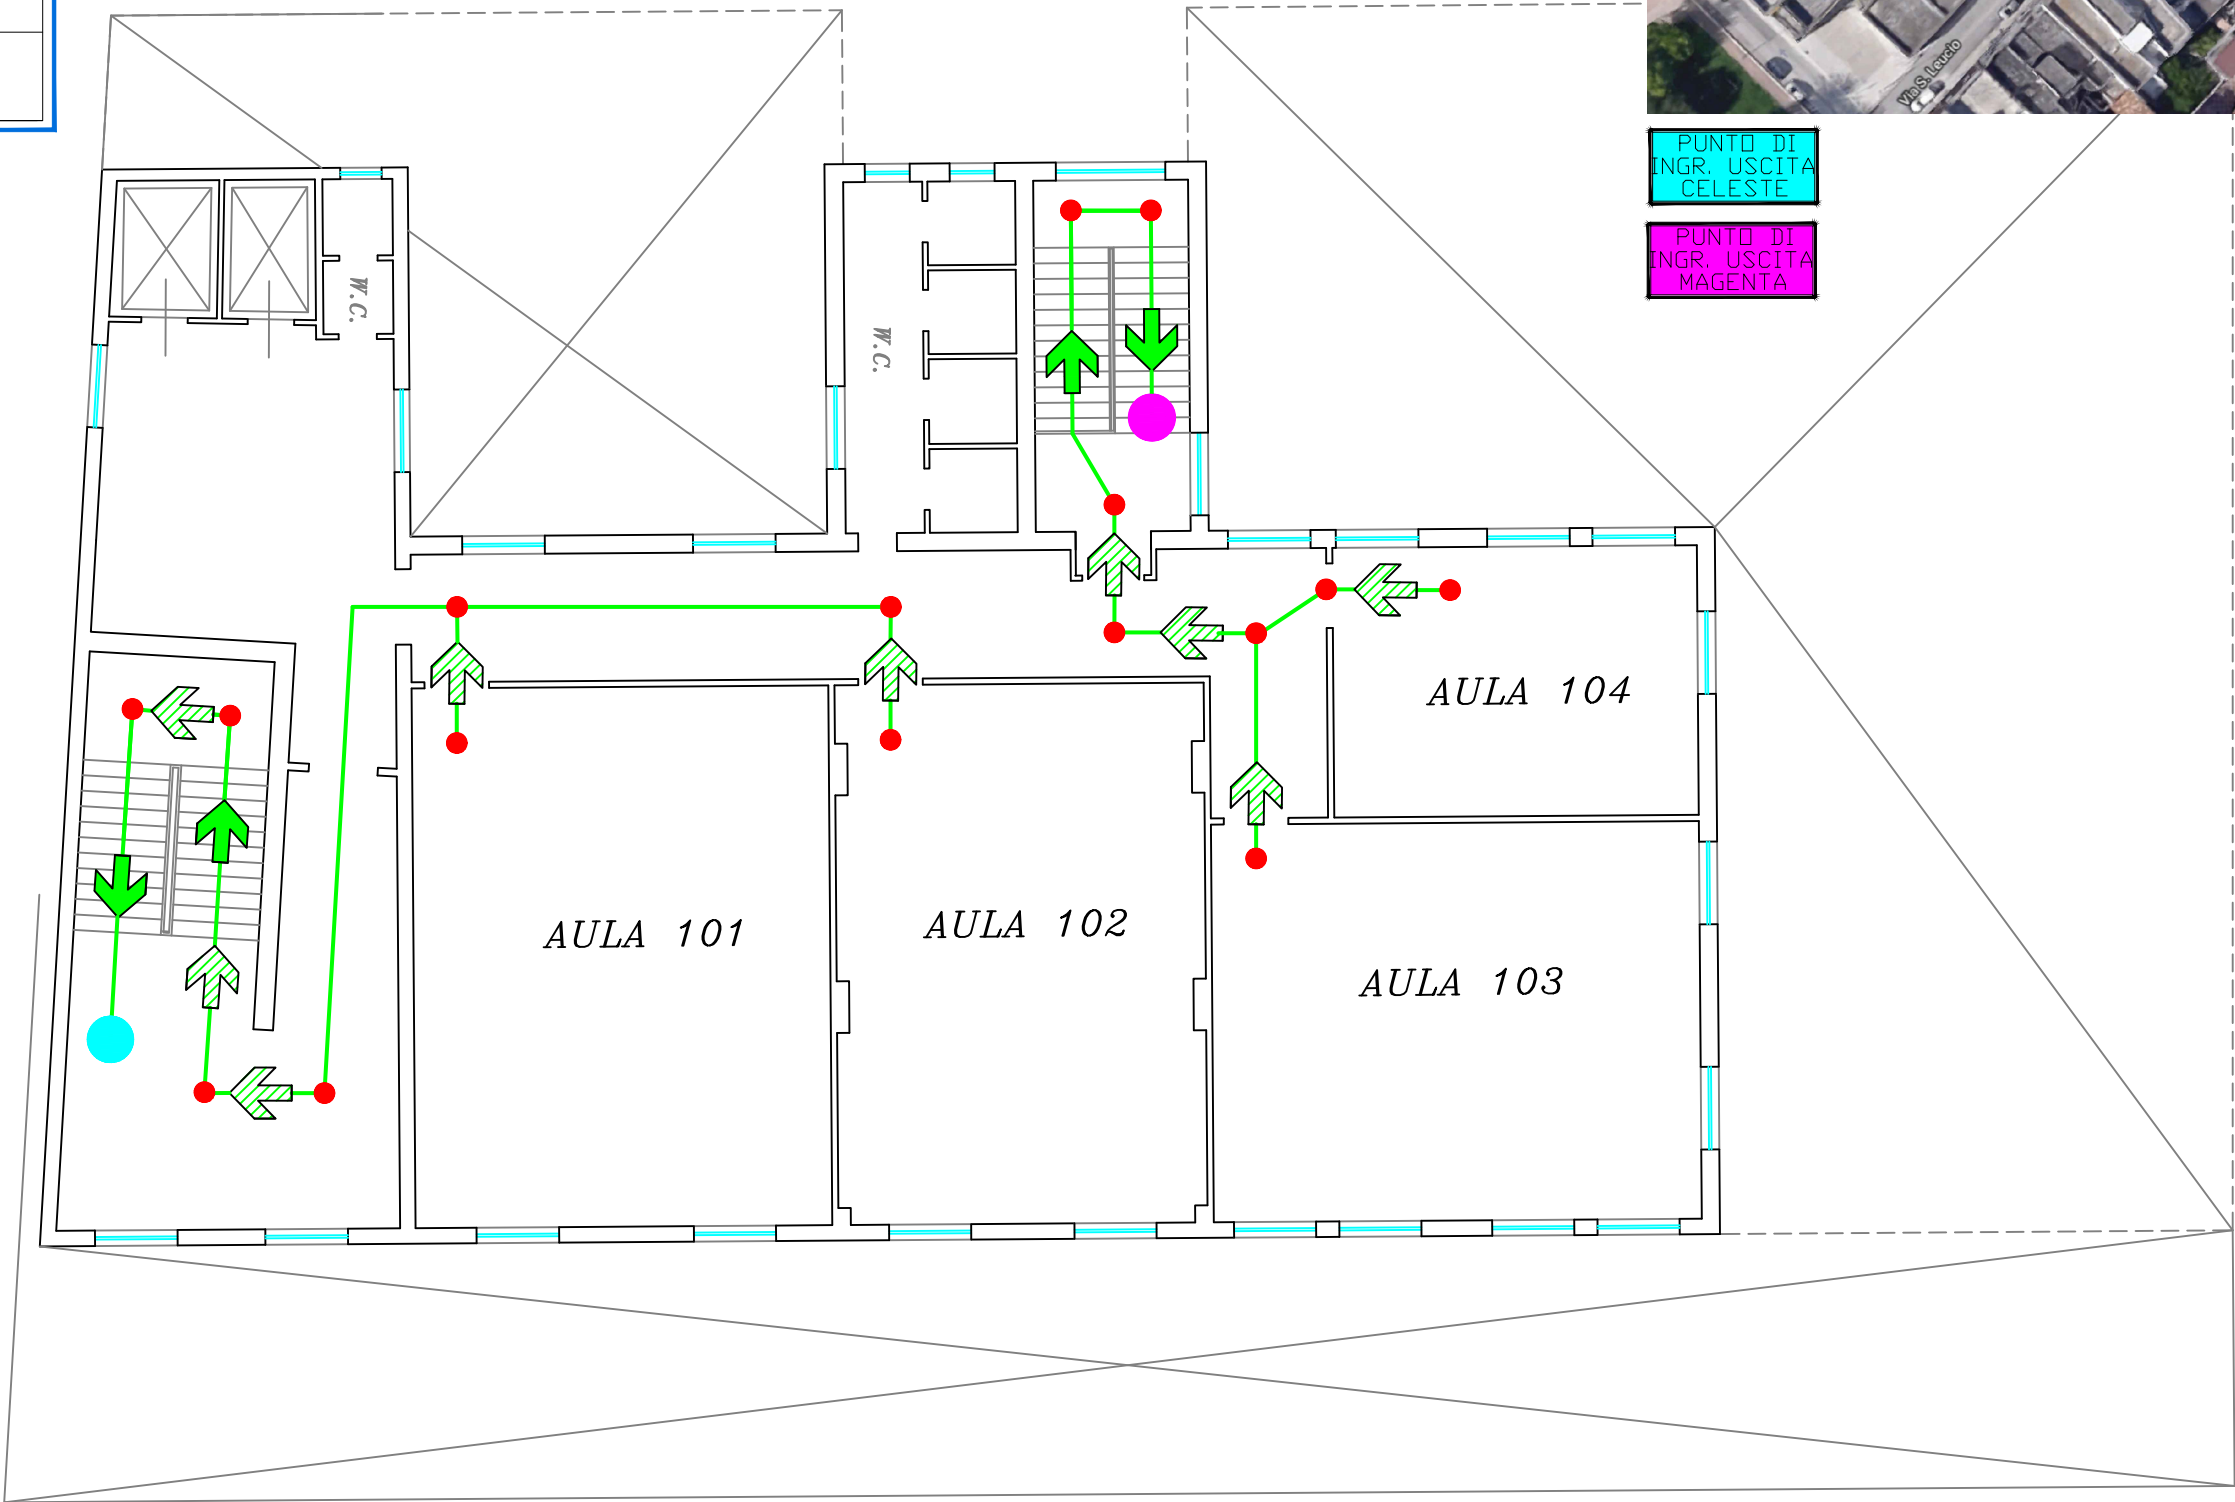 Via S. Leucio
PUNTO DI
INGR. USCITA
CELESTE
PUNTO DI
INGR. USCITA
MAGENTA
W.C.
W.C.
AULA 104
AULA 101
AULA 102
AULA 103